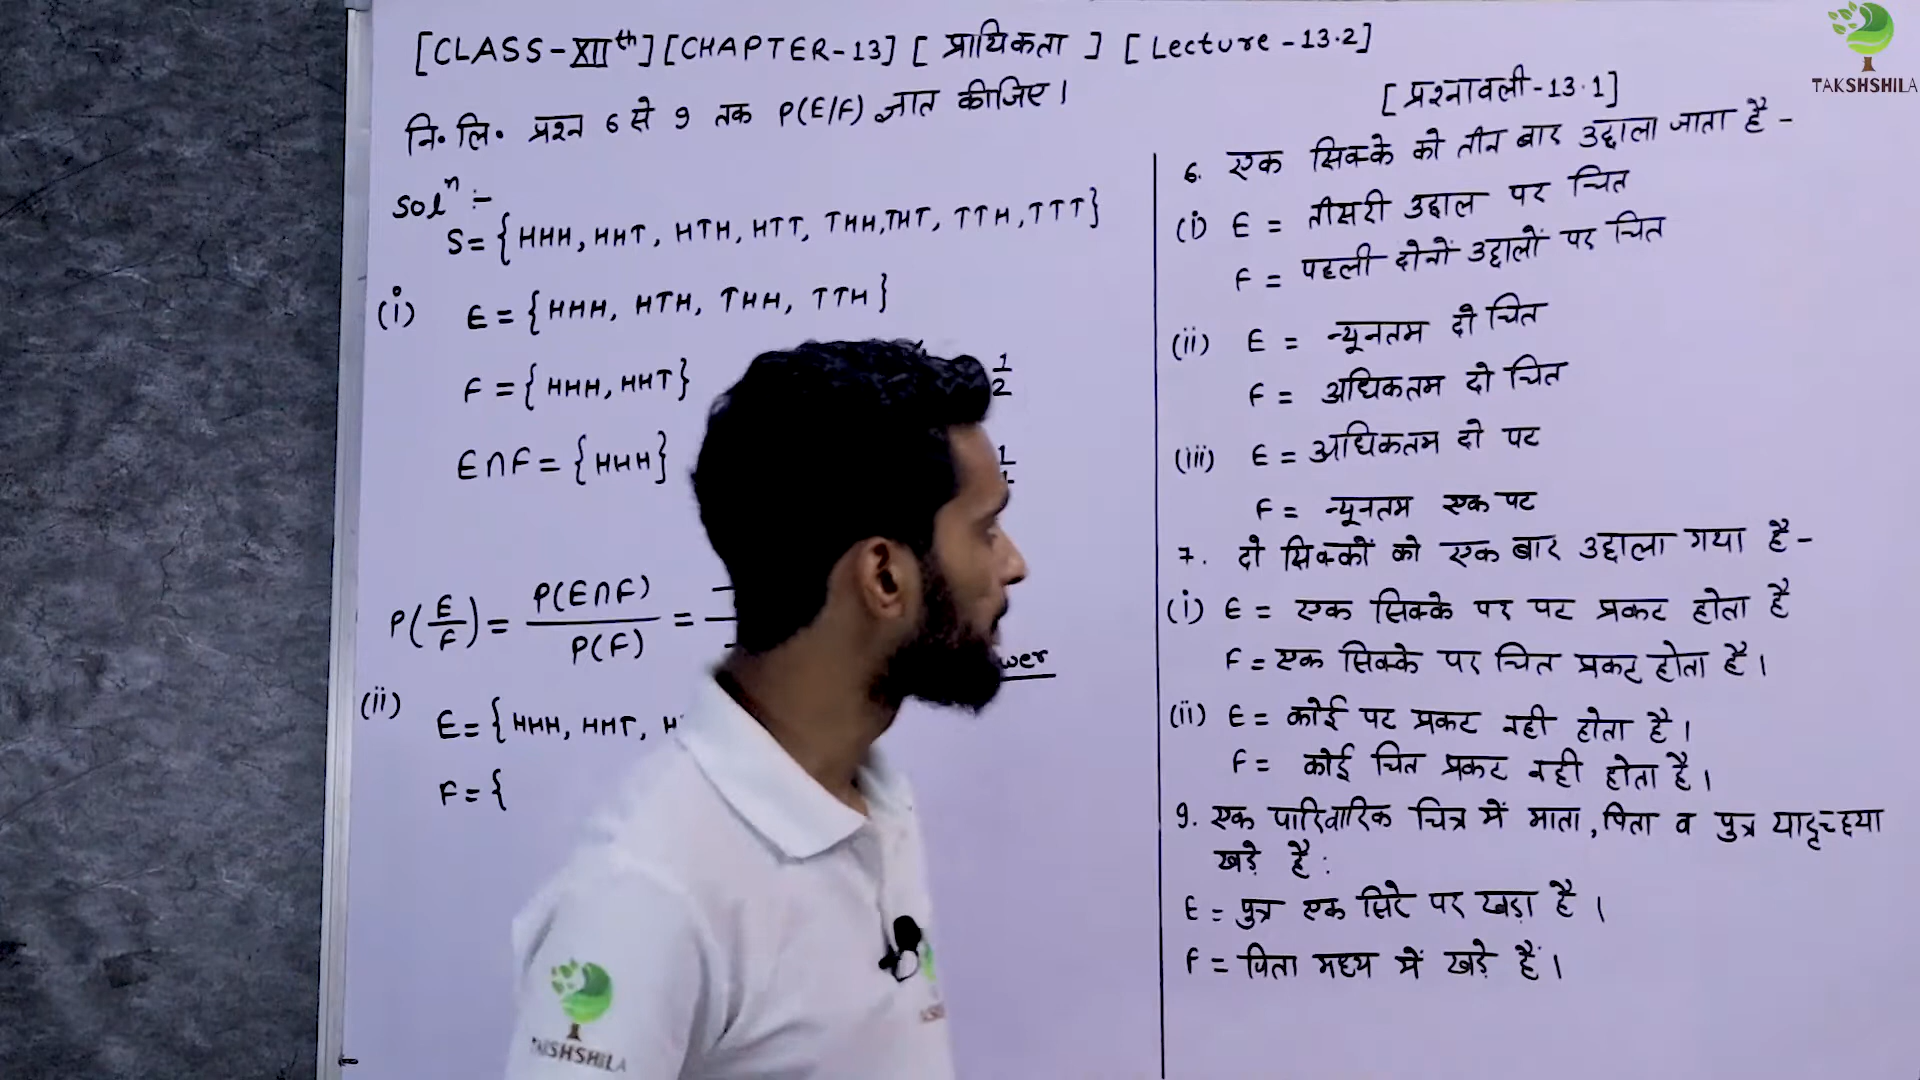 [CLASS-XIIth] [CHAPTER-13] [ प्रायिकता ] [ Lecture-13.2]
नि. लि. प्रश्न 6 से 9 तक P(E/F) ज्ञात कीजिए।
Solⁿ :-
S = { HHH, HHT, HTH, HTT, THH, THT, TTH, TTT}
(i) E = { HHH, HTH, THH, TTH}
F = { HHH, HHT}
1/2
E∩F = { HHH}
P(E/F) = P(E∩F)/P(F) =
wer
(ii) E = { HHH, HHT, H
F = {
[ प्रश्नावली-13.1]
6. एक सिक्के को तीन बार उछाला जाता है -
(i) E = तीसरी उछाल पर चित
F = पहली दोनों उछालों पर चित
(ii) E = न्यूनतम दो चित
F = अधिकतम दो चित
(iii) E = अधिकतम दो पट
F = न्यूनतम एक पट
7. दो सिक्कों को एक बार उछाला गया है -
(i) E = एक सिक्के पर पट प्रकट होता है
F = एक सिक्के पर चित प्रकट होता है।
(ii) E = कोई पट प्रकट नही होता है।
F = कोई चित प्रकट नही होता है।
9. एक पारिवारिक चित्र में माता, पिता व पुत्र यादृच्छया
खड़े है :
E = पुत्र एक सिरे पर खड़ा है।
F = पिता मध्य में खड़े हैं।
TAKSHSHILA
TAKSHSHILA